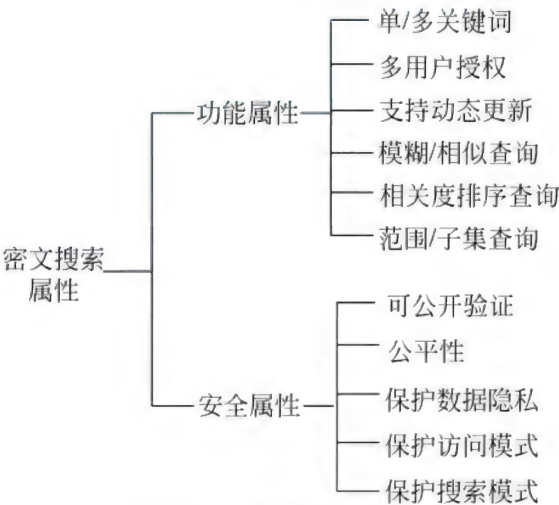 密文搜索
属性
功能属性
单/多关键词
多用户授权
支持动态更新
模糊/相似查询
相关度排序查询
范围/子集查询
安全属性
可公开验证
公平性
保护数据隐私
保护访问模式
保护搜索模式